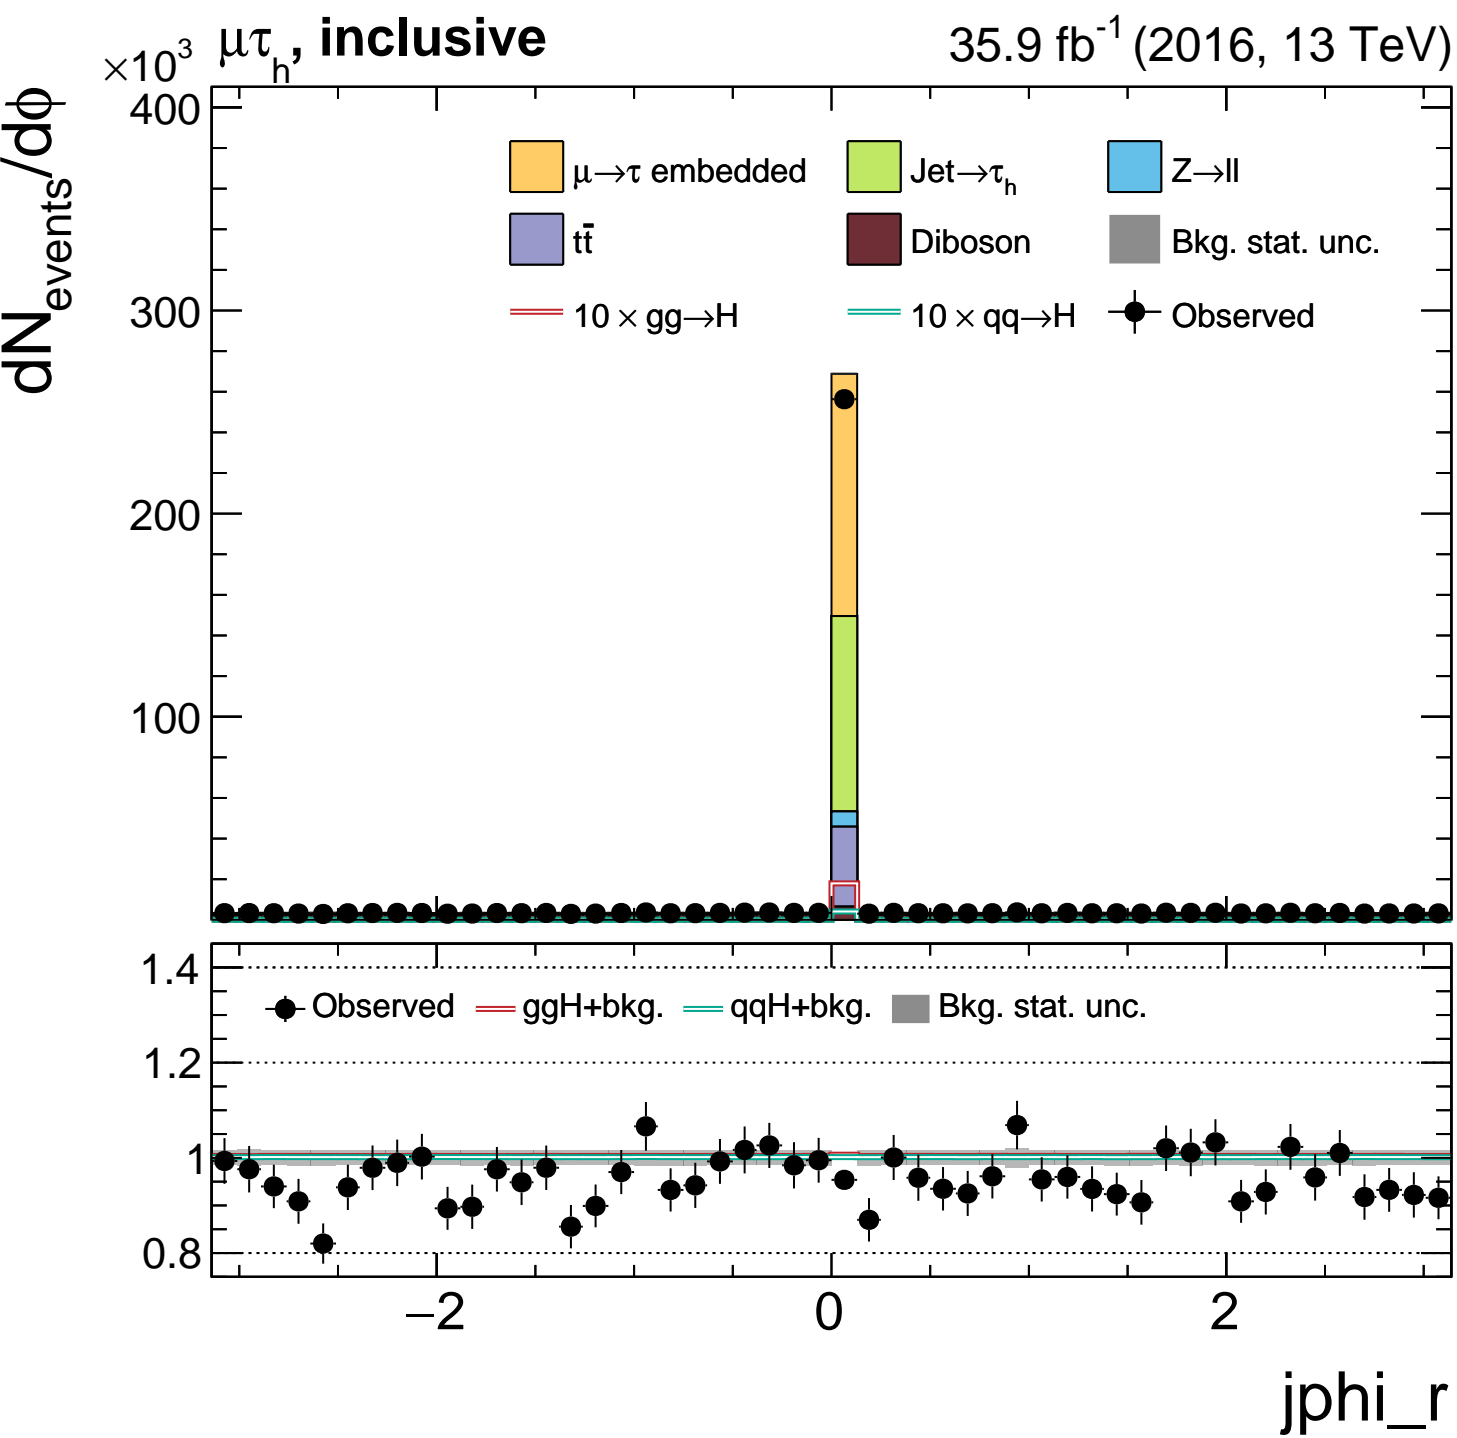 ×10³ μτₕ, inclusive 35.9 fb⁻¹ (2016, 13 TeV)
dN_events/dϕ
400
300
200
100
μ→τ embedded Jet→τₕ Z→ll
tt̄ Diboson Bkg. stat. unc.
10 × gg→H 10 × qq→H Observed
1.4
1.2
1
0.8
Observed ggH+bkg. qqH+bkg. Bkg. stat. unc.
−2 0 2
jphi_r